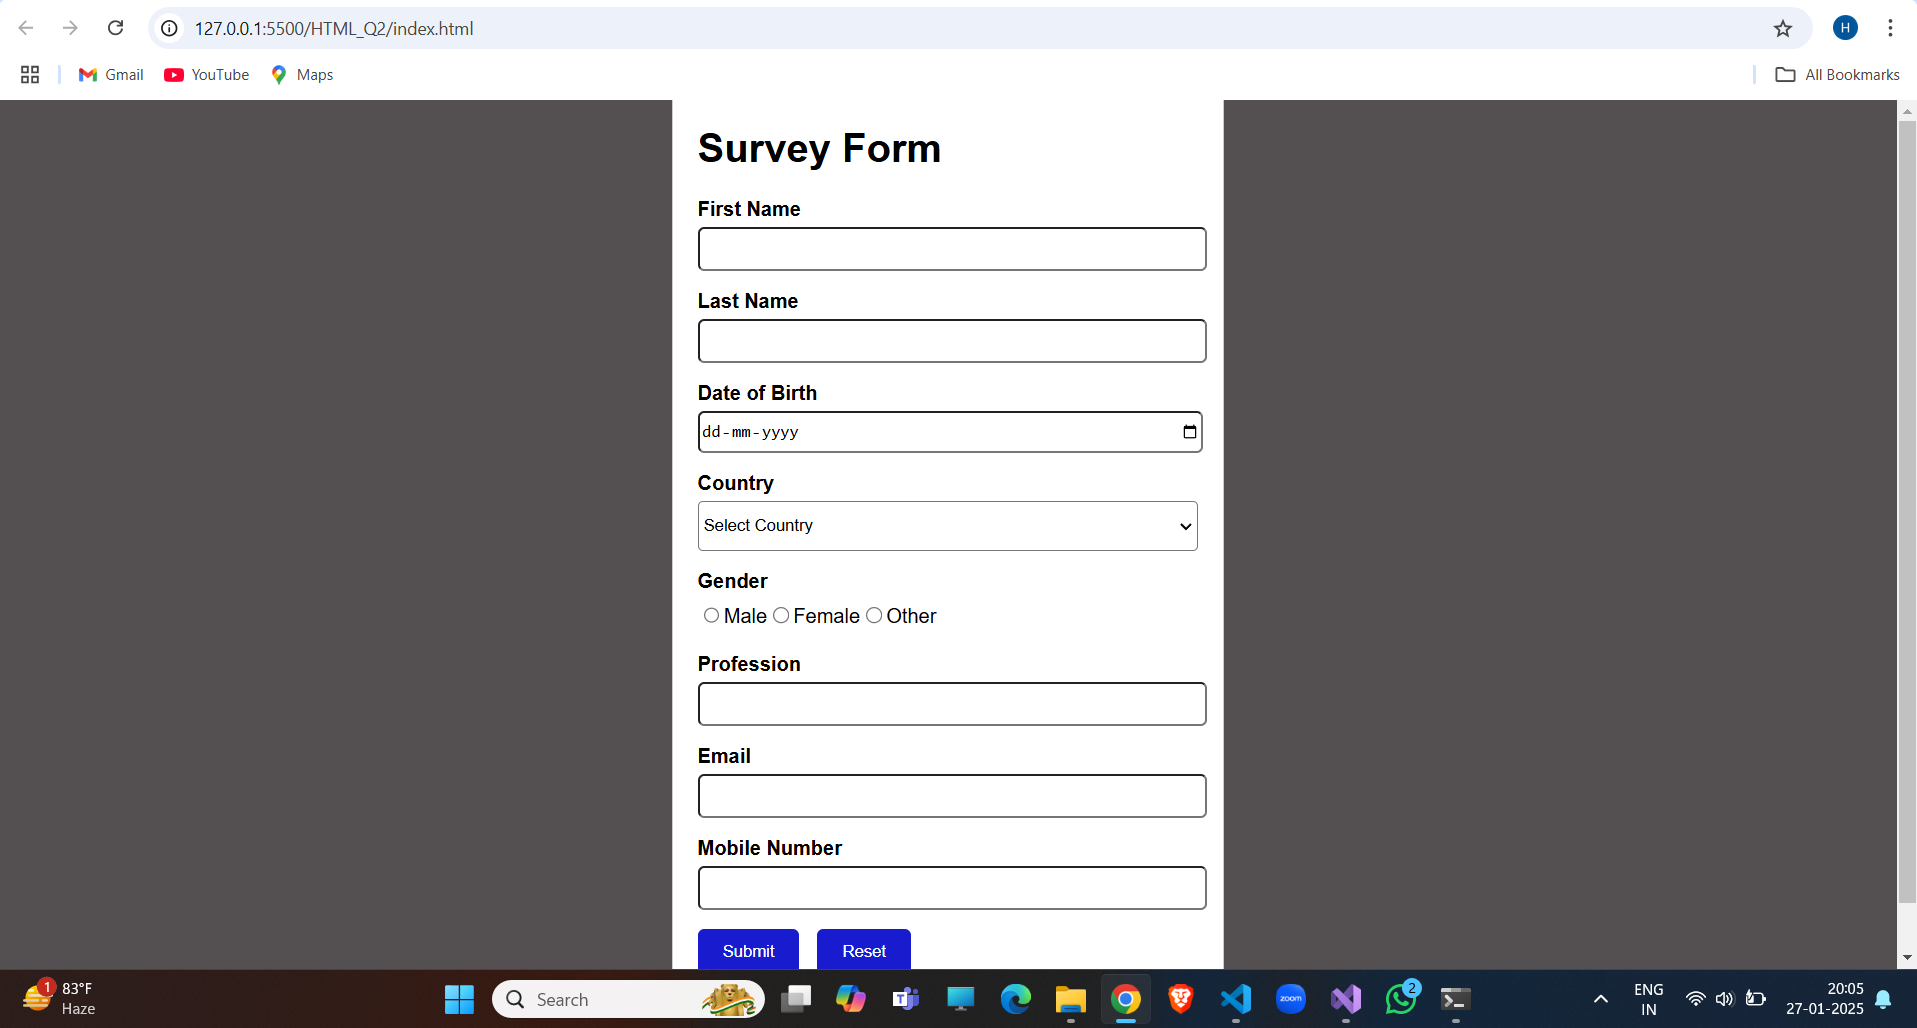 127.0.0.1:5500/HTML_Q2/index.html
H
Gmail YouTube Maps All Bookmarks
Survey Form
First Name
Last Name
Date of Birth
dd-mm-yyyy
Country
Select Country
Gender
Male Female Other
Profession
Email
Mobile Number
Submit Reset
1
83°F
Haze
Search
T
zoom
2
ENG
IN
20:05
27-01-2025